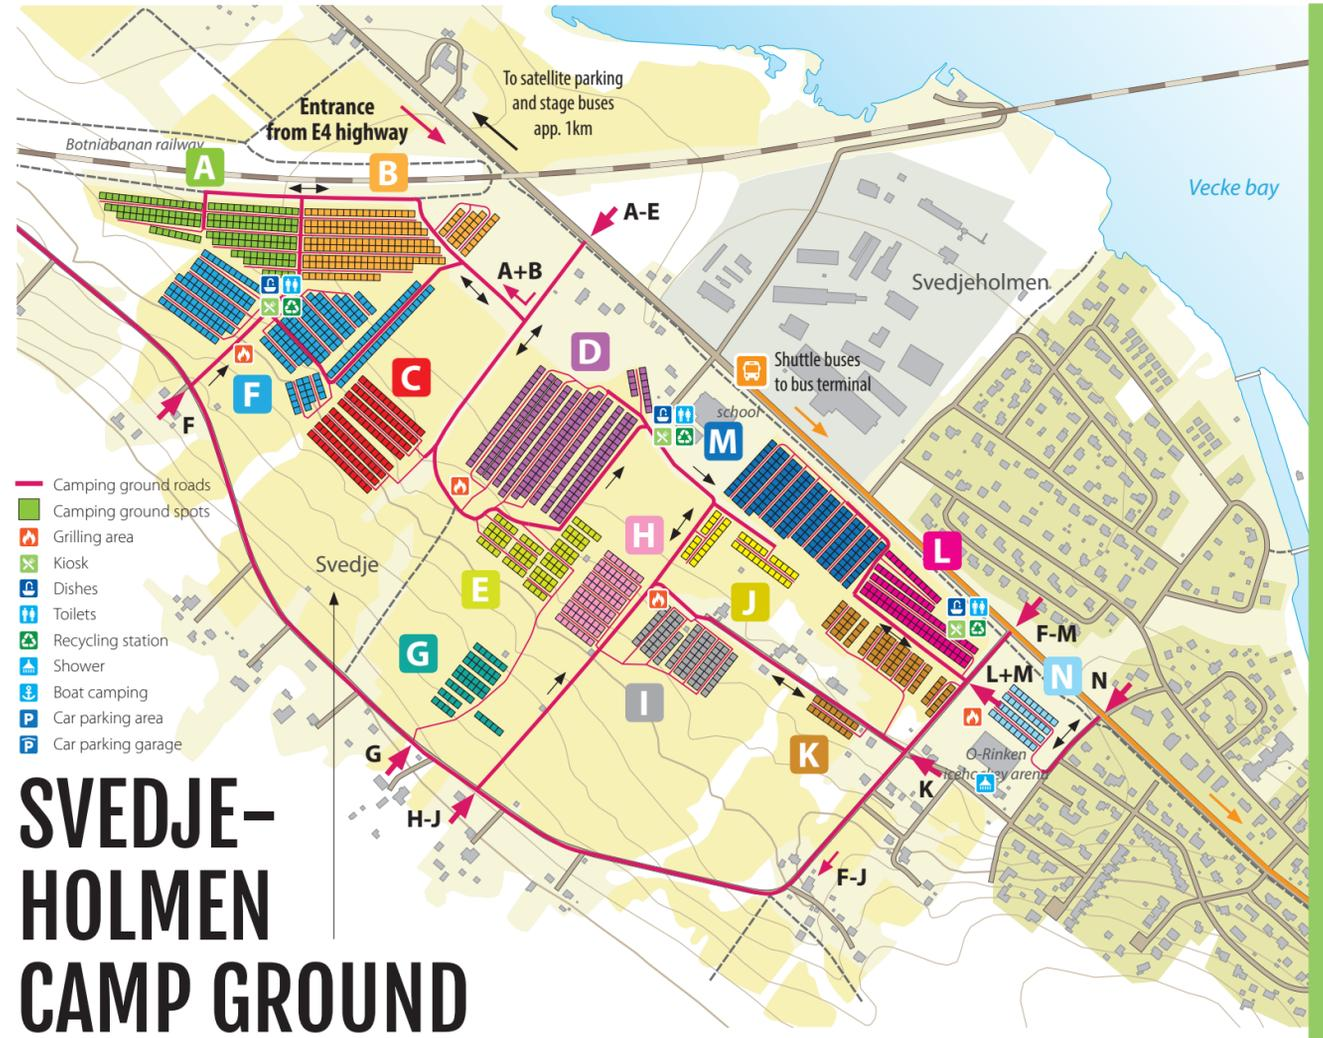 To satellite parking
and stage buses
app. 1km
Entrance
from E4 highway
Botniabanan railway
A
B
A-E
Vecke bay
A+B
Svedjeholmen
D
Shuttle buses
to bus terminal
C
F
school
M
F
Camping ground roads
Camping ground spots
Grilling area
Kiosk
Dishes
Toilets
Recycling station
Shower
Boat camping
P
Car parking area
P
Car parking garage
H
L
Svedje
E
J
F-M
G
L+M
N
N
I
K
O-Rinken
icehockey arena
G
K
H-J
F-J
SVEDJE-
HOLMEN
CAMP GROUND